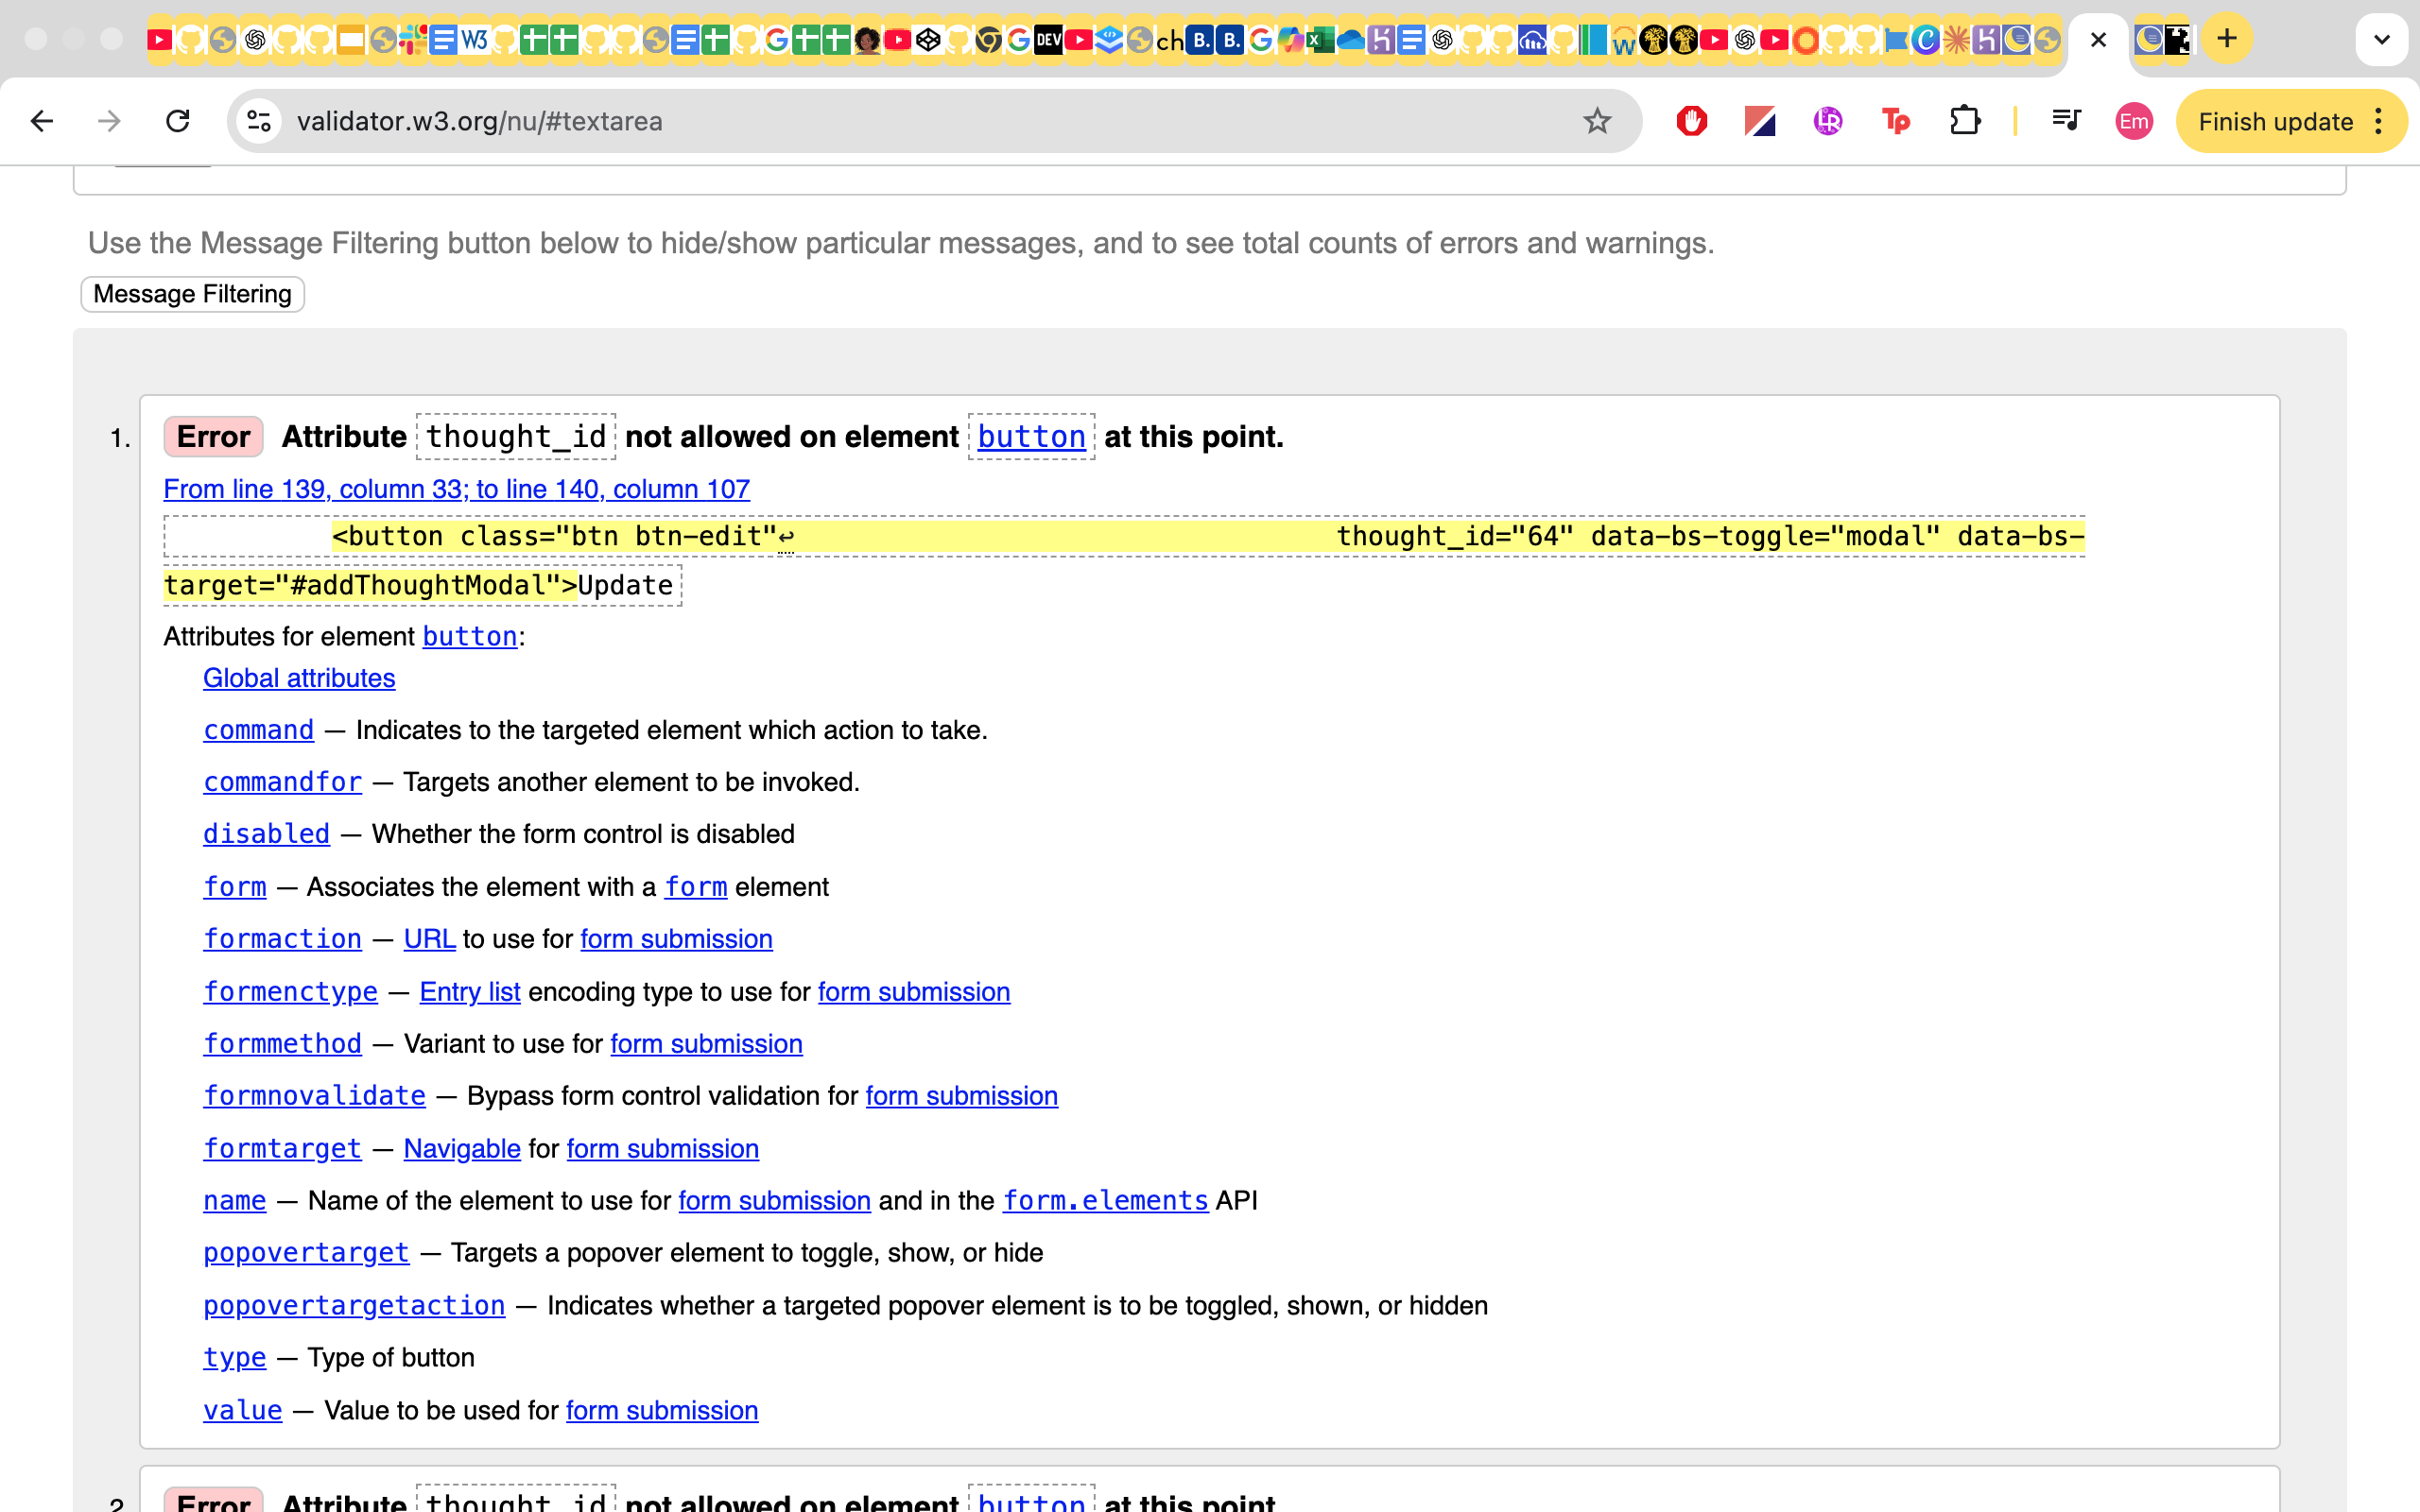 W3 DEV ch B. B.
validator.w3.org/nu/#textarea Em Finish update
Use the Message Filtering button below to hide/show particular messages, and to see total counts of errors and warnings.
Message Filtering
1. Error Attribute thought_id not allowed on element button at this point.
From line 139, column 33; to line 140, column 107
<button class="btn btn-edit"↩ thought_id="64" data-bs-toggle="modal" data-bs-
target="#addThoughtModal">Update
Attributes for element button:
Global attributes
command — Indicates to the targeted element which action to take.
commandfor — Targets another element to be invoked.
disabled — Whether the form control is disabled
form — Associates the element with a form element
formaction — URL to use for form submission
formenctype — Entry list encoding type to use for form submission
formmethod — Variant to use for form submission
formnovalidate — Bypass form control validation for form submission
formtarget — Navigable for form submission
name — Name of the element to use for form submission and in the form.elements API
popovertarget — Targets a popover element to toggle, show, or hide
popovertargetaction — Indicates whether a targeted popover element is to be toggled, shown, or hidden
type — Type of button
value — Value to be used for form submission
2. Error Attribute thought_id not allowed on element button at this point.